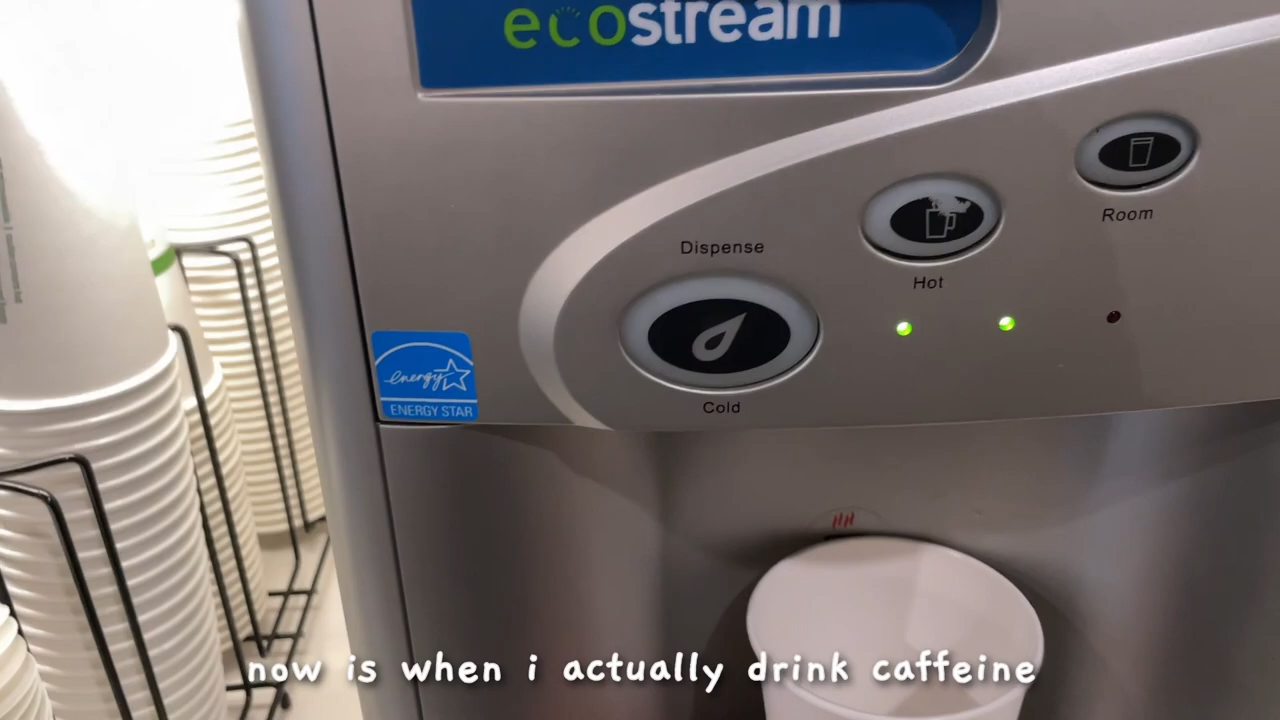 ecostream
Room
Dispense
Hot
energy
ENERGY STAR
Cold
now is when i actually drink caffeine